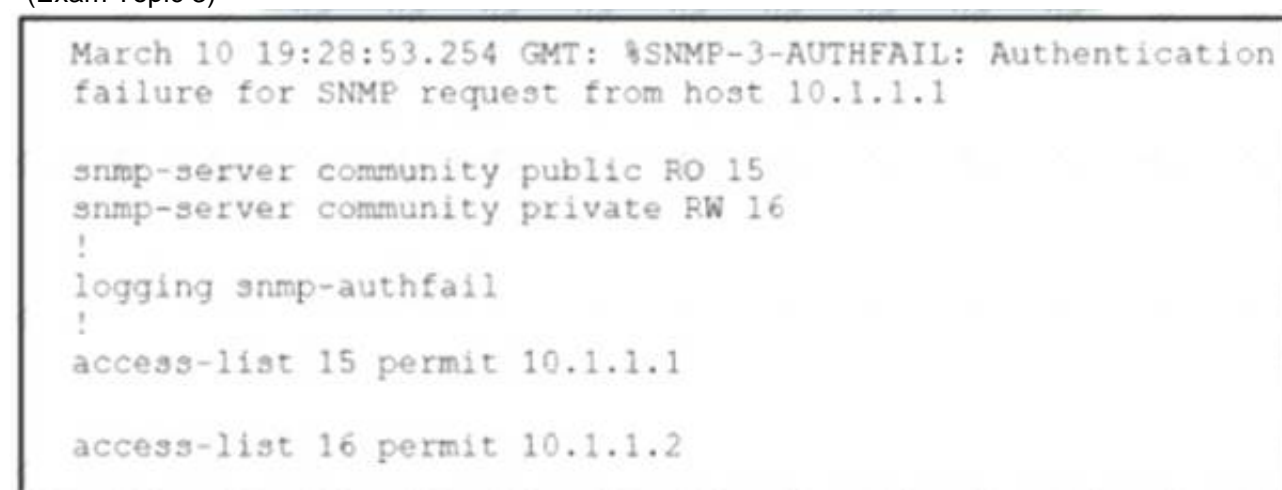 March 10 19:28:53.254 GMT: %SNMP-3-AUTHFAIL: Authentication
failure for SNMP request from host 10.1.1.1
snmp-server community public RO 15
snmp-server community private RW 16
!
logging snmp-authfail
!
access-list 15 permit 10.1.1.1
access-list 16 permit 10.1.1.2